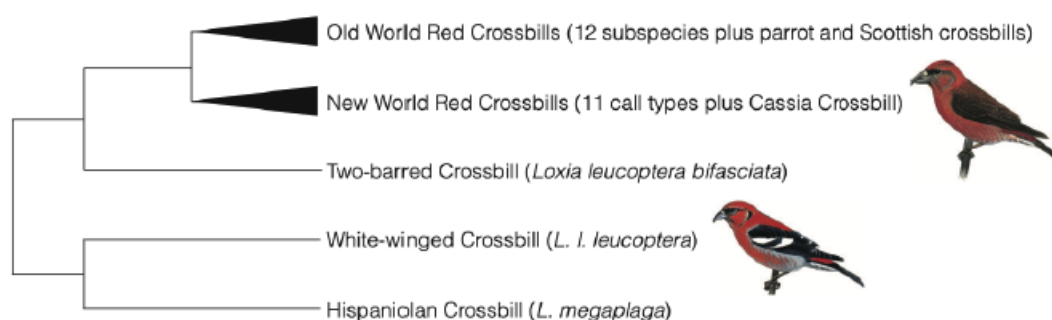 Old World Red Crossbills (12 subspecies plus parrot and Scottish crossbills)
New World Red Crossbills (11 call types plus Cassia Crossbill)
Two-barred Crossbill (Loxia leucoptera bifasciata)
White-winged Crossbill (L. l. leucoptera)
Hispaniolan Crossbill (L. megaplaga)